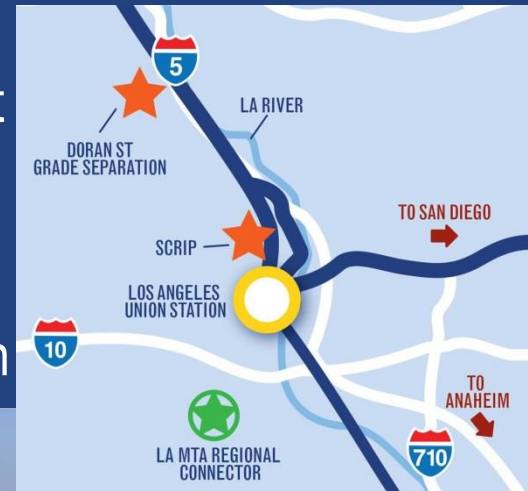 5
LA RIVER
DORAN ST
GRADE SEPARATION
TO SAN DIEGO
SCRIP
LOS ANGELES
UNION STATION
10
TO
ANAHEIM
LA MTA REGIONAL
CONNECTOR
710